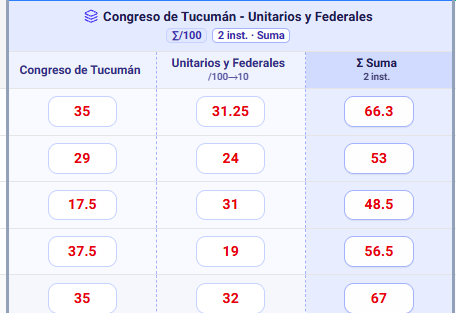 Congreso de Tucumán - Unitarios y Federales
Σ/100 2 inst. · Suma
Congreso de Tucumán Unitarios y Federales /100→10 Σ Suma 2 inst.
35 31.25 66.3
29 24 53
17.5 31 48.5
37.5 19 56.5
35 32 67